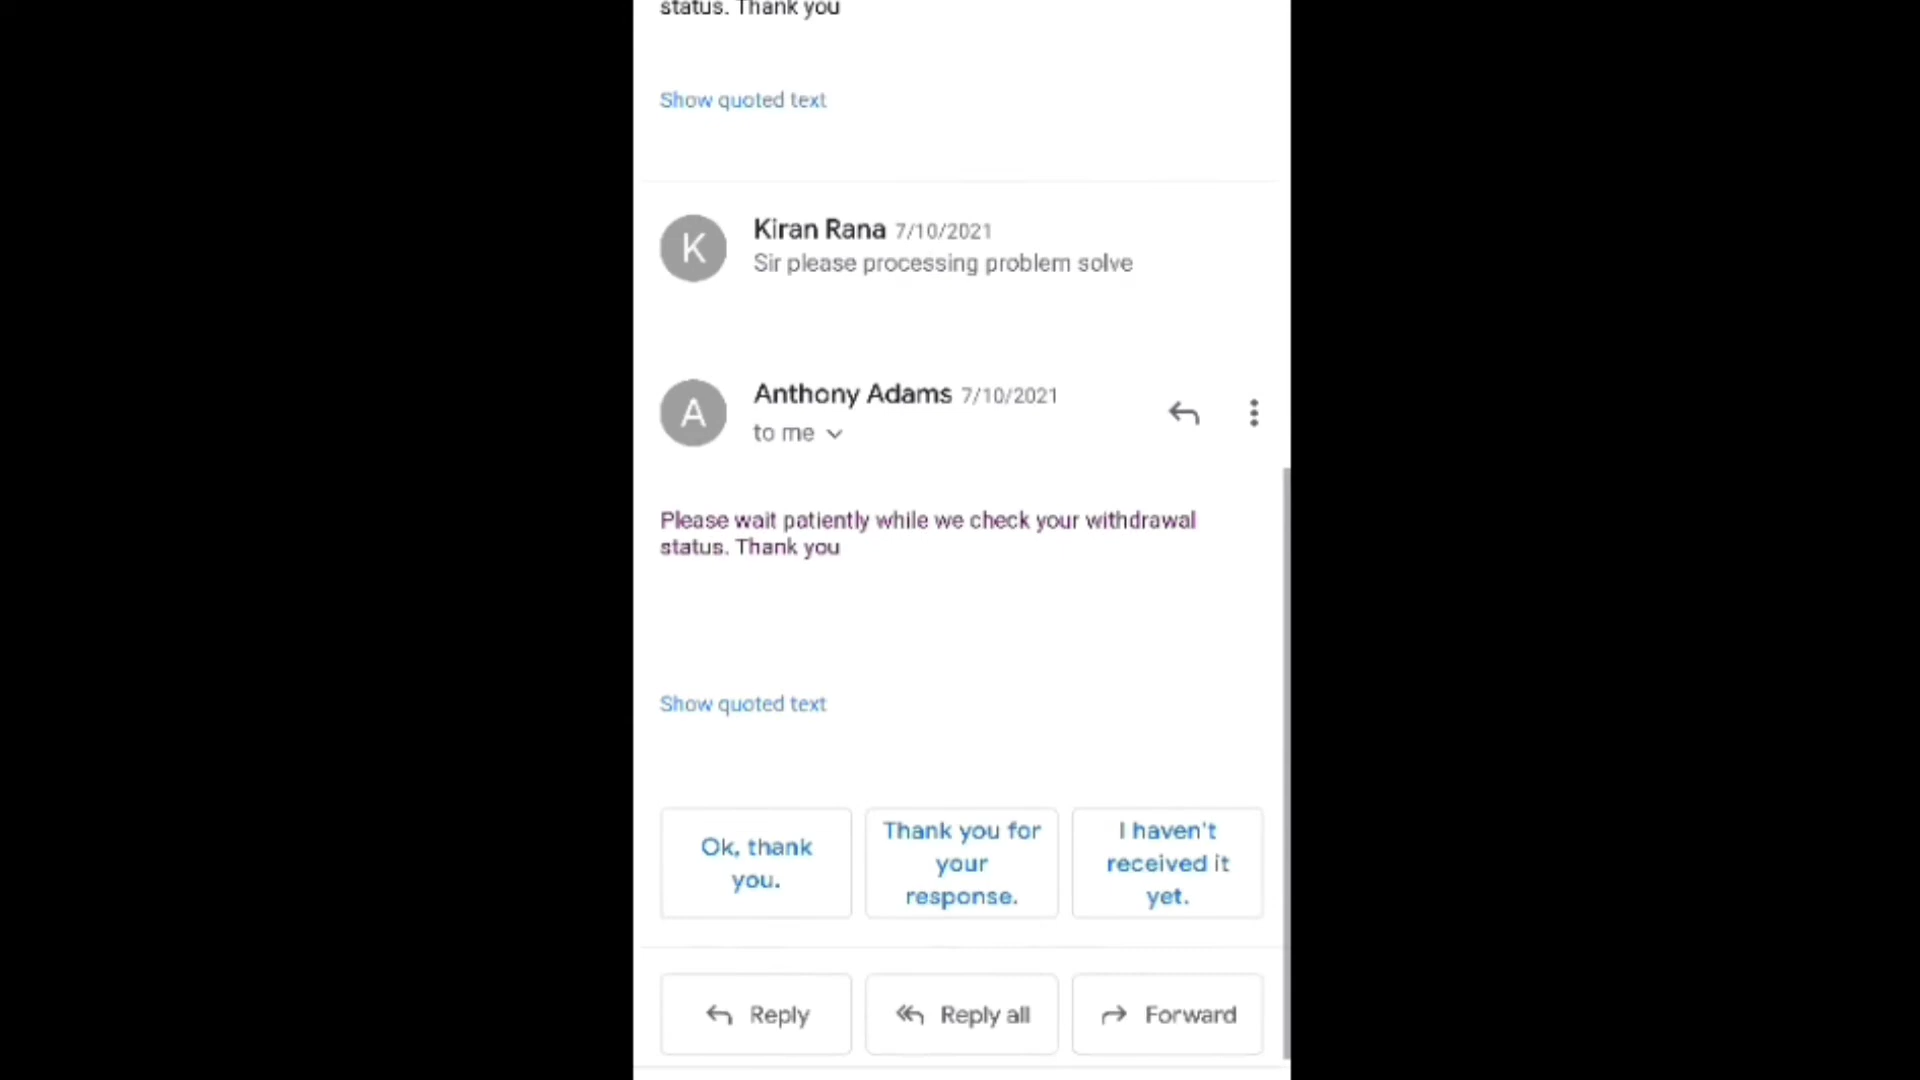 status. Thank you
Show quoted text
K
Kiran Rana 7/10/2021
Sir please processing problem solve
A
Anthony Adams 7/10/2021
to me
Please wait patiently while we check your withdrawal
status. Thank you
Show quoted text
Ok, thank
you.
Thank you for
your
response.
I haven't
received it
yet.
Reply
Reply all
Forward